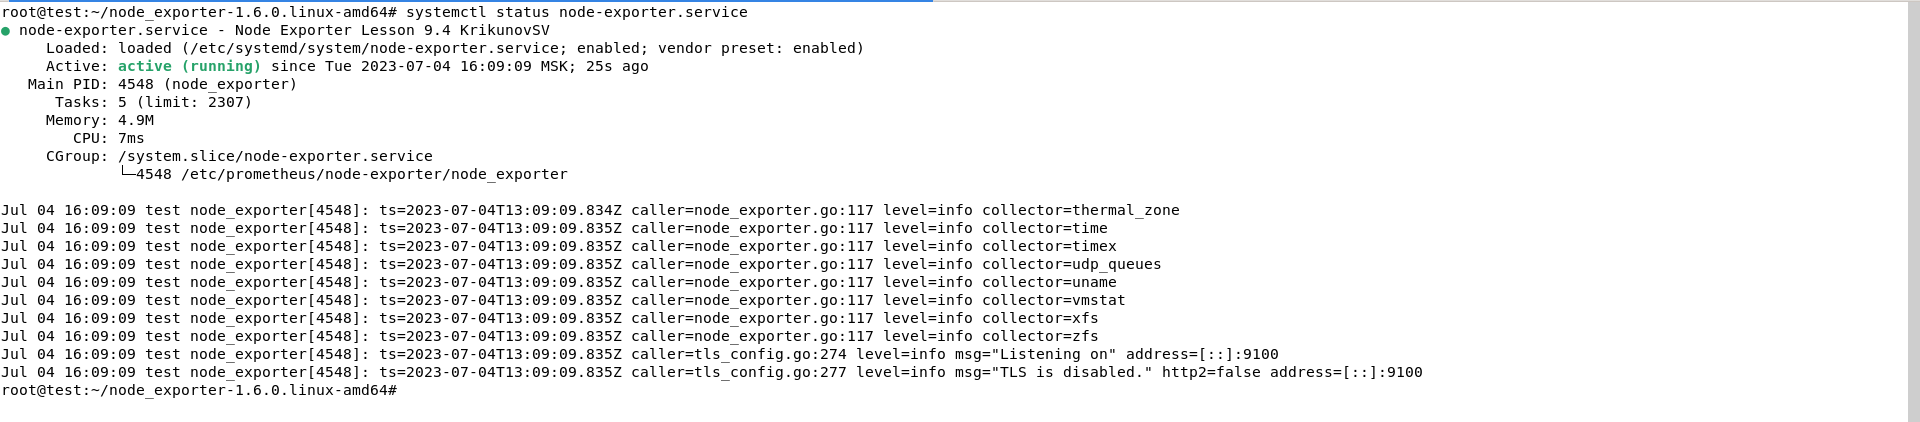 root@test:~/node_exporter-1.6.0.linux-amd64# systemctl status node-exporter.service
● node-exporter.service - Node Exporter Lesson 9.4 KrikunovSV
     Loaded: loaded (/etc/systemd/system/node-exporter.service; enabled; vendor preset: enabled)
     Active: active (running) since Tue 2023-07-04 16:09:09 MSK; 25s ago
   Main PID: 4548 (node_exporter)
      Tasks: 5 (limit: 2307)
     Memory: 4.9M
        CPU: 7ms
     CGroup: /system.slice/node-exporter.service
             └─4548 /etc/prometheus/node-exporter/node_exporter

Jul 04 16:09:09 test node_exporter[4548]: ts=2023-07-04T13:09:09.834Z caller=node_exporter.go:117 level=info collector=thermal_zone
Jul 04 16:09:09 test node_exporter[4548]: ts=2023-07-04T13:09:09.835Z caller=node_exporter.go:117 level=info collector=time
Jul 04 16:09:09 test node_exporter[4548]: ts=2023-07-04T13:09:09.835Z caller=node_exporter.go:117 level=info collector=timex
Jul 04 16:09:09 test node_exporter[4548]: ts=2023-07-04T13:09:09.835Z caller=node_exporter.go:117 level=info collector=udp_queues
Jul 04 16:09:09 test node_exporter[4548]: ts=2023-07-04T13:09:09.835Z caller=node_exporter.go:117 level=info collector=uname
Jul 04 16:09:09 test node_exporter[4548]: ts=2023-07-04T13:09:09.835Z caller=node_exporter.go:117 level=info collector=vmstat
Jul 04 16:09:09 test node_exporter[4548]: ts=2023-07-04T13:09:09.835Z caller=node_exporter.go:117 level=info collector=xfs
Jul 04 16:09:09 test node_exporter[4548]: ts=2023-07-04T13:09:09.835Z caller=node_exporter.go:117 level=info collector=zfs
Jul 04 16:09:09 test node_exporter[4548]: ts=2023-07-04T13:09:09.835Z caller=tls_config.go:274 level=info msg="Listening on" address=[::]:9100
Jul 04 16:09:09 test node_exporter[4548]: ts=2023-07-04T13:09:09.835Z caller=tls_config.go:277 level=info msg="TLS is disabled." http2=false address=[::]:9100
root@test:~/node_exporter-1.6.0.linux-amd64#